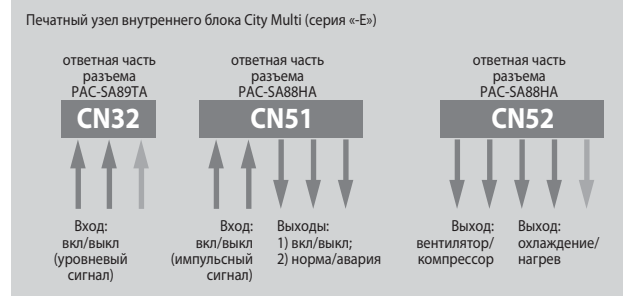 Печатный узел внутреннего блока City Multi (серия «-E»)
ответная часть
разъема
PAC-SA89TA
CN32
Вход:
вкл/выкл
(уровневый
сигнал)
ответная часть
разъема
PAC-SA88HA
CN51
Вход:
вкл/выкл
(импульсный
сигнал)
Выходы:
1) вкл/выкл;
2) норма/авария
ответная часть
разъема
PAC-SA88HA
CN52
Выход:
вентилятор/
компрессор
Выход:
охлаждение/
нагрев